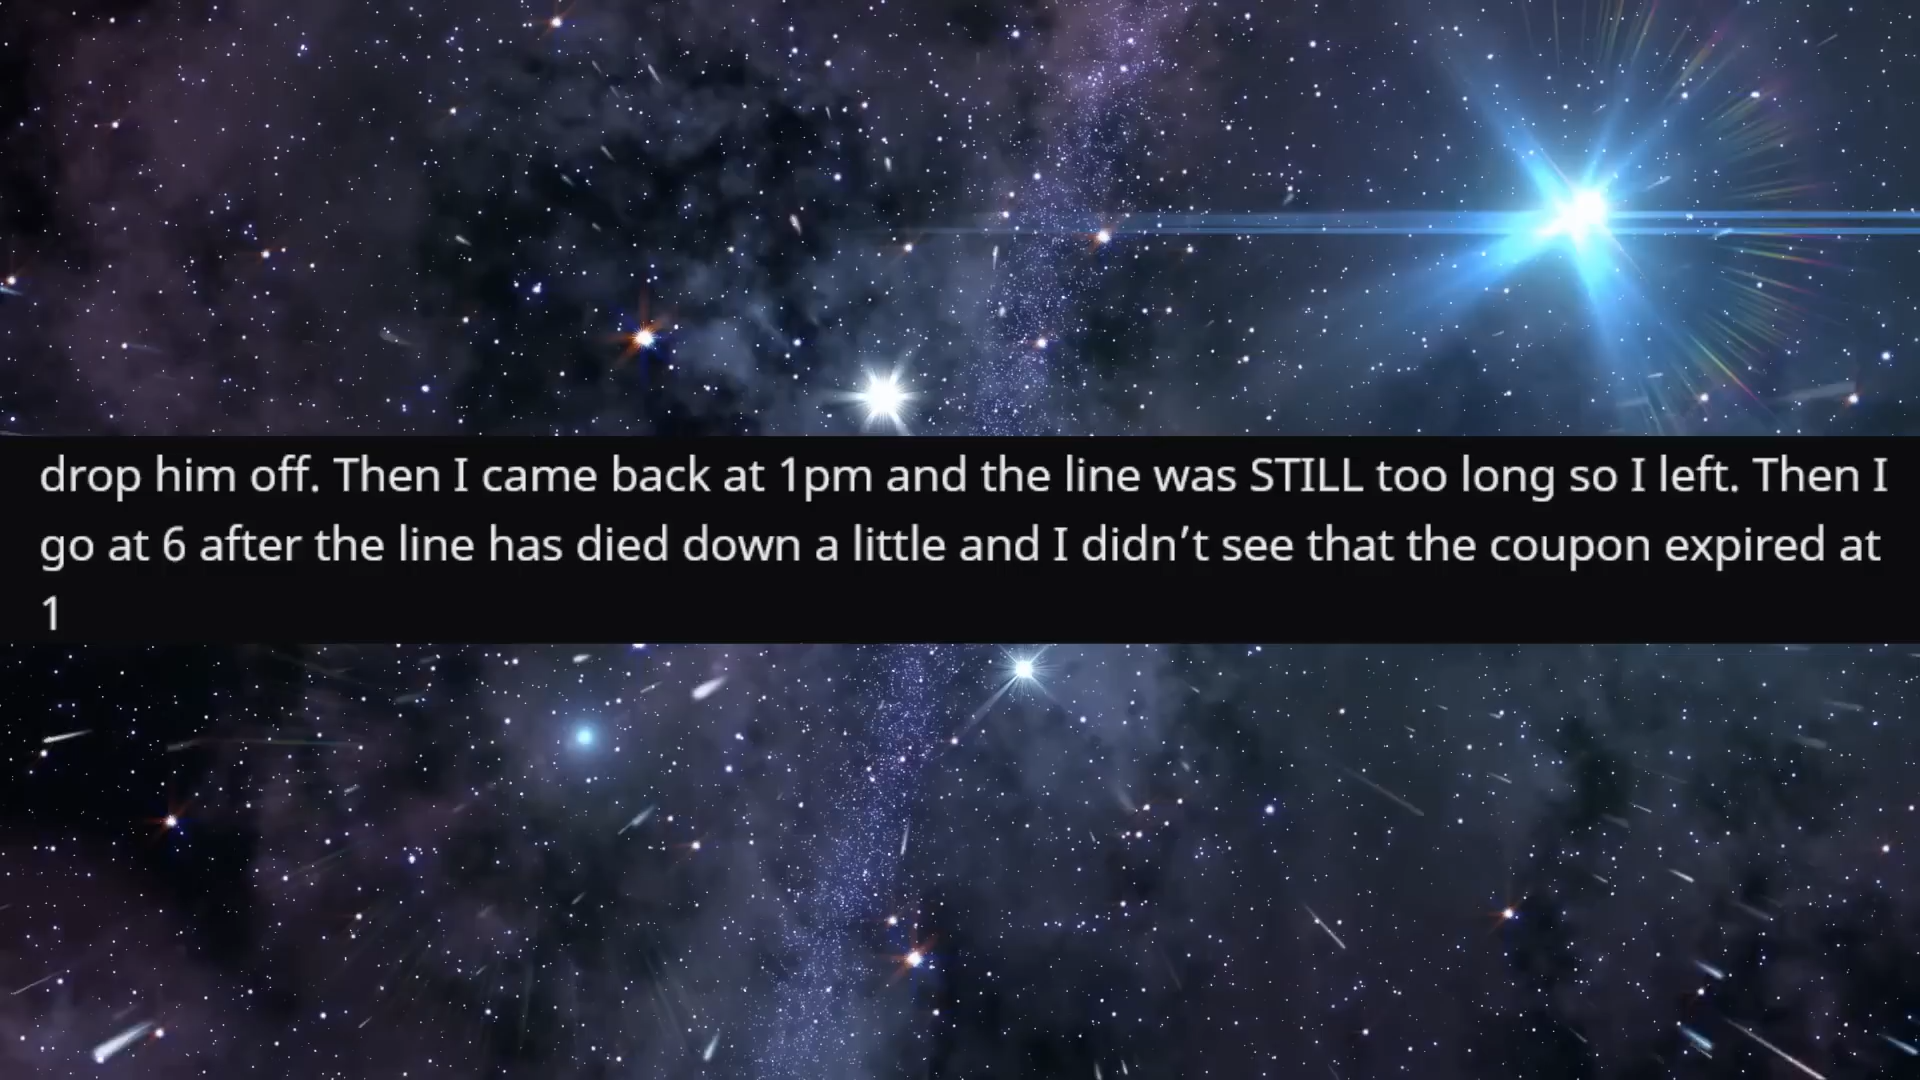 drop him off. Then I came back at 1pm and the line was STILL too long so I left. Then I
go at 6 after the line has died down a little and I didn’t see that the coupon expired at
1